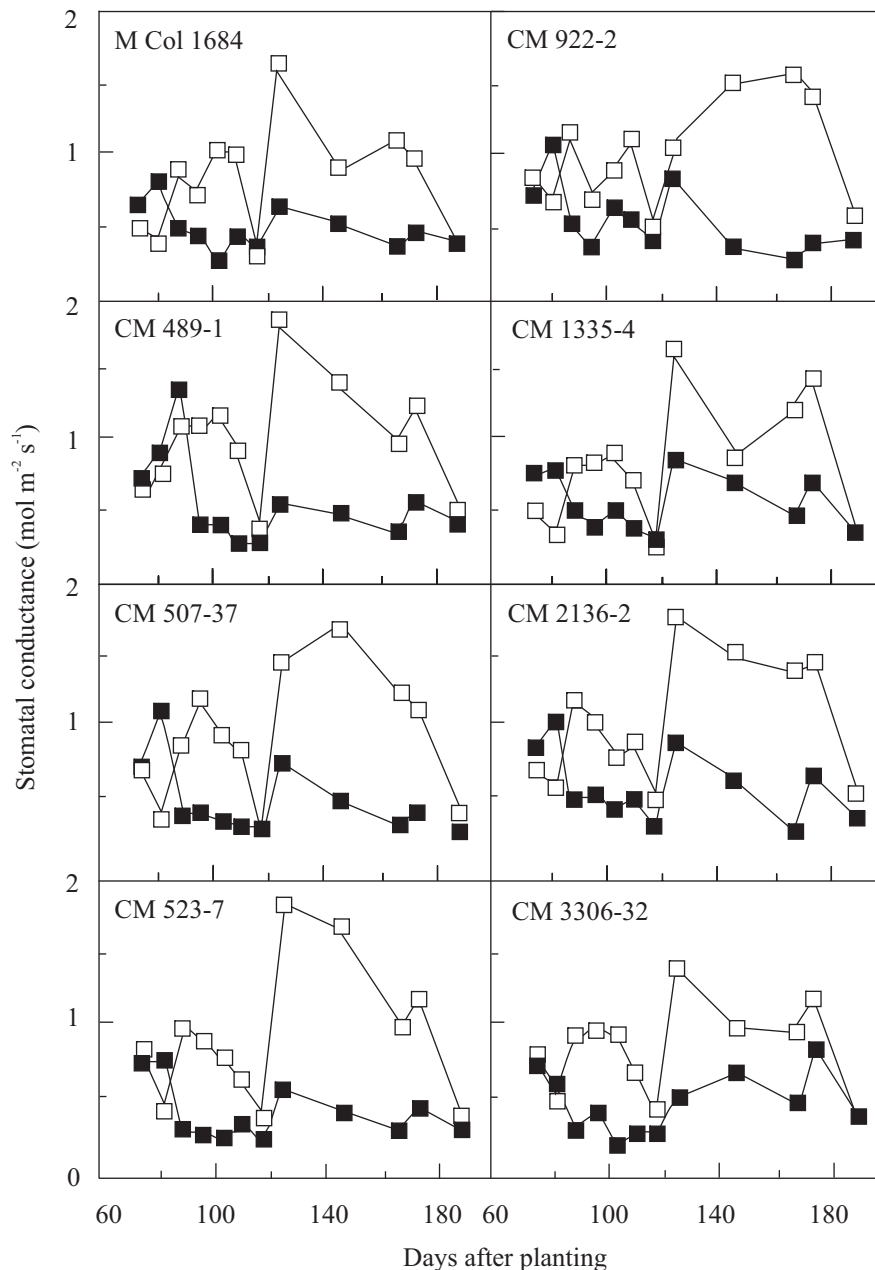 2
M Col 1684
CM 922-2
1
2
CM 489-1
CM 1335-4
1
2
CM 507-37
CM 2136-2
1
2
CM 523-7
CM 3306-32
1
0
Stomatal conductance (mol m⁻² s⁻¹)
60 100 140 180 60 100 140 180
Days after planting